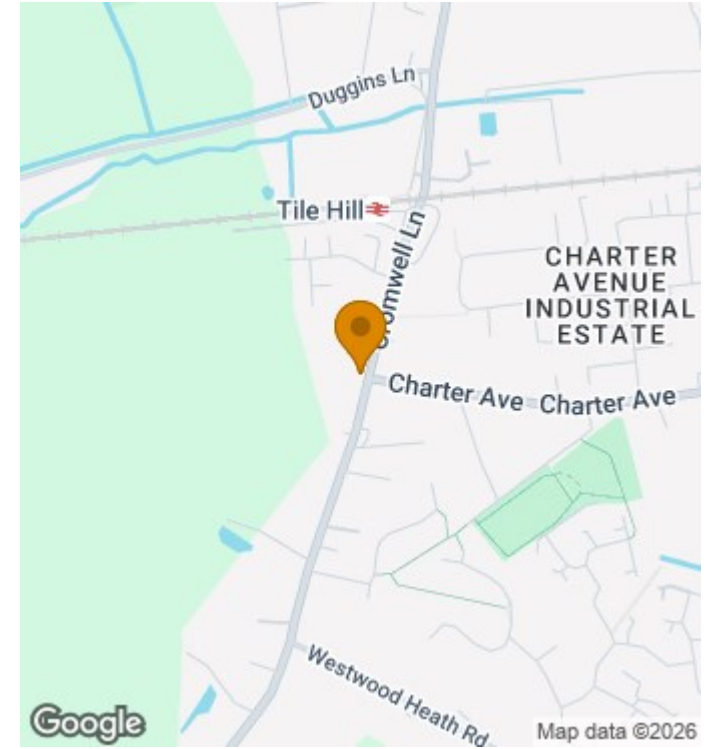 Duggins Ln
Tile Hill
Cromwell Ln
CHARTER
AVENUE
INDUSTRIAL
ESTATE
Charter Ave
Charter Ave
Westwood Heath Rd
Google
Map data ©2026